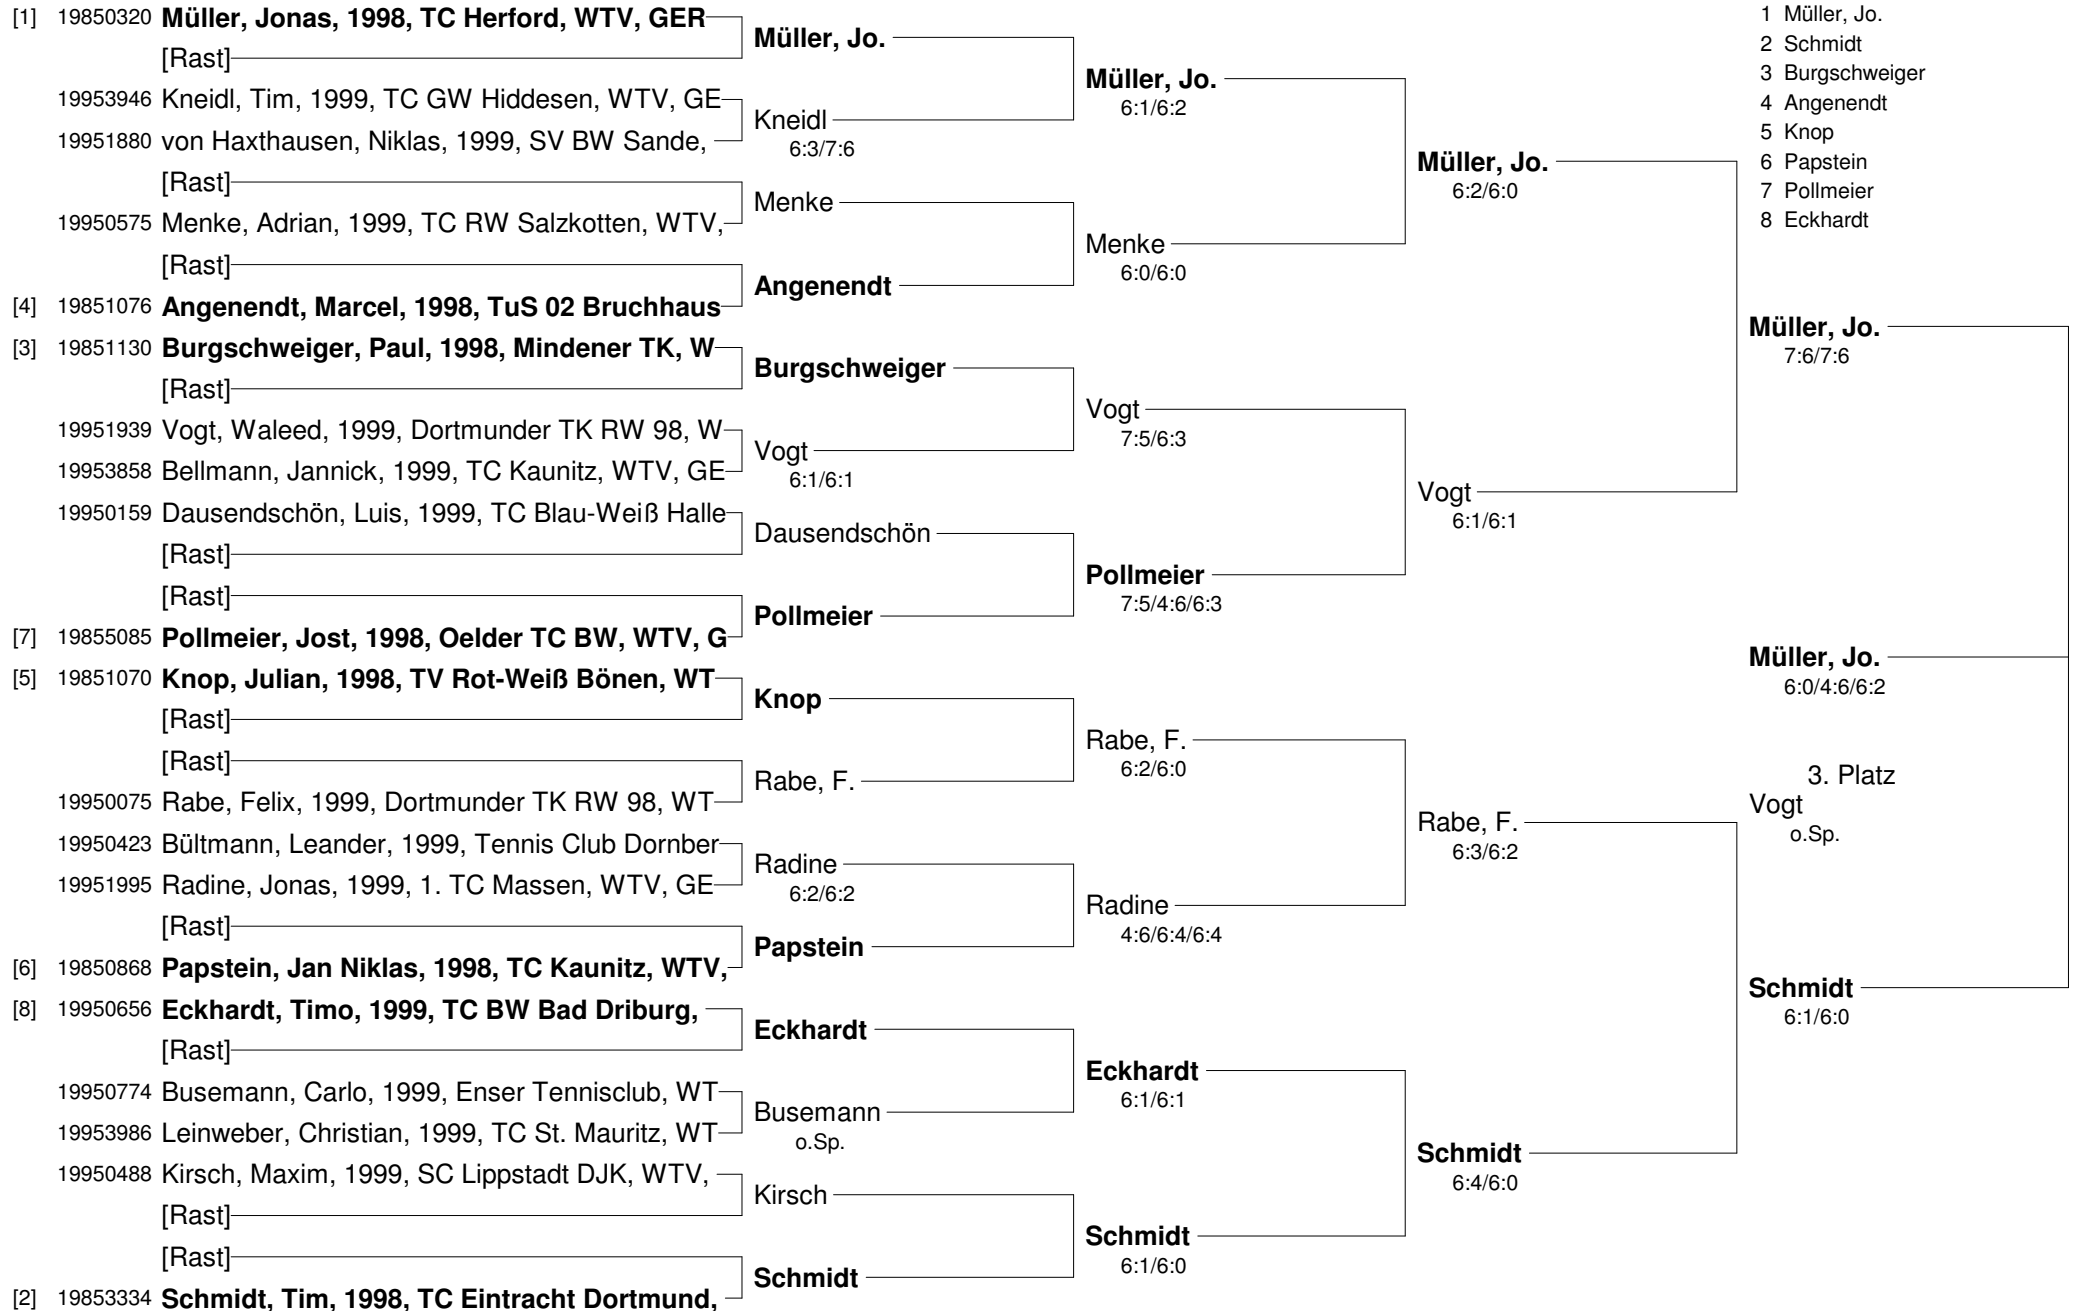 [1] 19850320 Müller, Jonas, 1998, TC Herford, WTV, GER
[Rast]
19953946 Kneidl, Tim, 1999, TC GW Hiddesen, WTV, GE
19951880 von Haxthausen, Niklas, 1999, SV BW Sande,
[Rast]
19950575 Menke, Adrian, 1999, TC RW Salzkotten, WTV,
[Rast]
[4] 19851076 Angenendt, Marcel, 1998, TuS 02 Bruchhaus
[3] 19851130 Burgschweiger, Paul, 1998, Mindener TK, W
[Rast]
19951939 Vogt, Waleed, 1999, Dortmunder TK RW 98, W
19953858 Bellmann, Jannick, 1999, TC Kaunitz, WTV, GE
19950159 Dausendschön, Luis, 1999, TC Blau-Weiß Halle
[Rast]
[Rast]
[7] 19855085 Pollmeier, Jost, 1998, Oelder TC BW, WTV, G
[5] 19851070 Knop, Julian, 1998, TV Rot-Weiß Bönen, WT
[Rast]
[Rast]
19950075 Rabe, Felix, 1999, Dortmunder TK RW 98, WT
19950423 Bültmann, Leander, 1999, Tennis Club Dornber
19951995 Radine, Jonas, 1999, 1. TC Massen, WTV, GE
[Rast]
[6] 19850868 Papstein, Jan Niklas, 1998, TC Kaunitz, WTV,
[8] 19950656 Eckhardt, Timo, 1999, TC BW Bad Driburg,
[Rast]
19950774 Busemann, Carlo, 1999, Enser Tennisclub, WT
19953986 Leinweber, Christian, 1999, TC St. Mauritz, WT
19950488 Kirsch, Maxim, 1999, SC Lippstadt DJK, WTV,
[Rast]
[Rast]
[2] 19853334 Schmidt, Tim, 1998, TC Eintracht Dortmund,
Müller, Jo.
Kneidl
6:3/7:6
Menke
Angenendt
Burgschweiger
Vogt
6:1/6:1
Dausendschön
Pollmeier
Knop
Rabe, F.
Radine
6:2/6:2
Papstein
Eckhardt
Busemann
o.Sp.
Kirsch
Schmidt
Müller, Jo.
6:1/6:2
Menke
6:0/6:0
Vogt
7:5/6:3
Pollmeier
7:5/4:6/6:3
Rabe, F.
6:2/6:0
Radine
4:6/6:4/6:4
Eckhardt
6:1/6:1
Schmidt
6:1/6:0
Müller, Jo.
6:2/6:0
Vogt
6:1/6:1
Rabe, F.
6:3/6:2
Schmidt
6:4/6:0
1 Müller, Jo.
2 Schmidt
3 Burgschweiger
4 Angenendt
5 Knop
6 Papstein
7 Pollmeier
8 Eckhardt
Müller, Jo.
7:6/7:6
Müller, Jo.
6:0/4:6/6:2
3. Platz
Vogt
o.Sp.
Schmidt
6:1/6:0